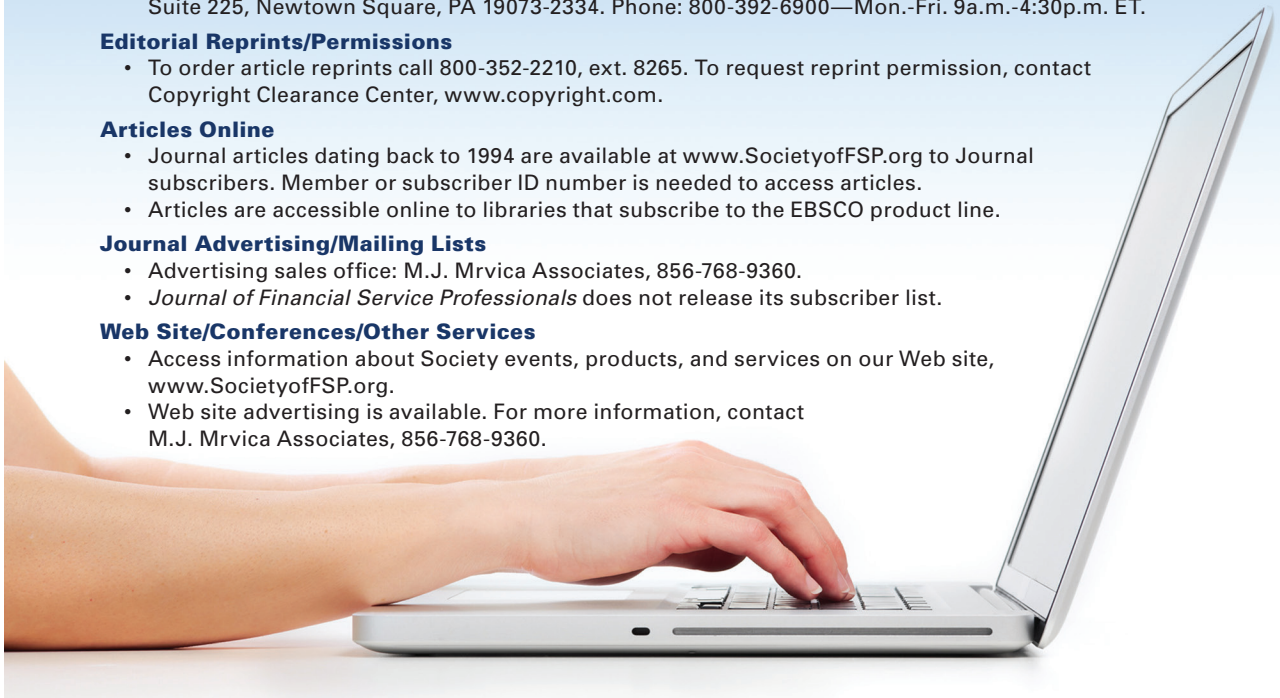 Suite 225, Newtown Square, PA 19073-2334. Phone: 800-392-6900—Mon.-Fri. 9a.m.-4:30p.m. ET.
Editorial Reprints/Permissions
• To order article reprints call 800-352-2210, ext. 8265. To request reprint permission, contact
Copyright Clearance Center, www.copyright.com.
Articles Online
• Journal articles dating back to 1994 are available at www.SocietyofFSP.org to Journal
subscribers. Member or subscriber ID number is needed to access articles.
• Articles are accessible online to libraries that subscribe to the EBSCO product line.
Journal Advertising/Mailing Lists
• Advertising sales office: M.J. Mrvica Associates, 856-768-9360.
• Journal of Financial Service Professionals does not release its subscriber list.
Web Site/Conferences/Other Services
• Access information about Society events, products, and services on our Web site,
www.SocietyofFSP.org.
• Web site advertising is available. For more information, contact
M.J. Mrvica Associates, 856-768-9360.